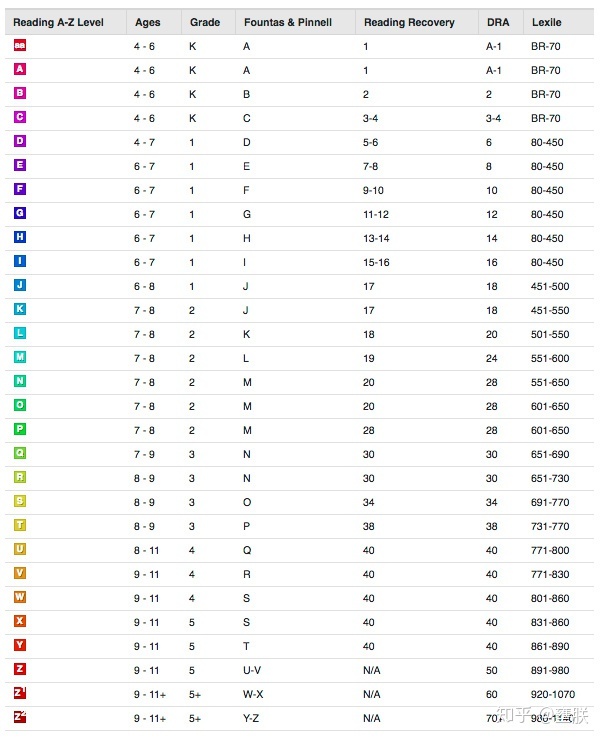 Reading A-Z Level Ages Grade Fountas & Pinnell Reading Recovery DRA Lexile
aa 4 - 6 K A 1 A-1 BR-70
A 4 - 6 K A 1 A-1 BR-70
B 4 - 6 K B 2 2 BR-70
C 4 - 6 K C 3-4 3-4 BR-70
D 4 - 7 1 D 5-6 6 80-450
E 6 - 7 1 E 7-8 8 80-450
F 6 - 7 1 F 9-10 10 80-450
G 6 - 7 1 G 11-12 12 80-450
H 6 - 7 1 H 13-14 14 80-450
I 6 - 7 1 I 15-16 16 80-450
J 6 - 8 1 J 17 18 451-500
K 7 - 8 2 J 17 18 451-550
L 7 - 8 2 K 18 20 501-550
M 7 - 8 2 L 19 24 551-600
N 7 - 8 2 M 20 28 551-650
O 7 - 8 2 M 20 28 601-650
P 7 - 8 2 M 28 28 601-650
Q 7 - 9 3 N 30 30 651-690
R 8 - 9 3 N 30 30 651-730
S 8 - 9 3 O 34 34 691-770
T 8 - 9 3 P 38 38 731-770
U 8 - 11 4 Q 40 40 771-800
V 9 - 11 4 R 40 40 771-830
W 9 - 11 4 S 40 40 801-860
X 9 - 11 5 S 40 40 831-860
Y 9 - 11 5 T 40 40 861-890
Z 9 - 11 5 U-V N/A 50 891-980
Z¹ 9 - 11+ 5+ W-X N/A 60 920-1070
Z² 9 - 11+ 5+ Y-Z N/A
知乎